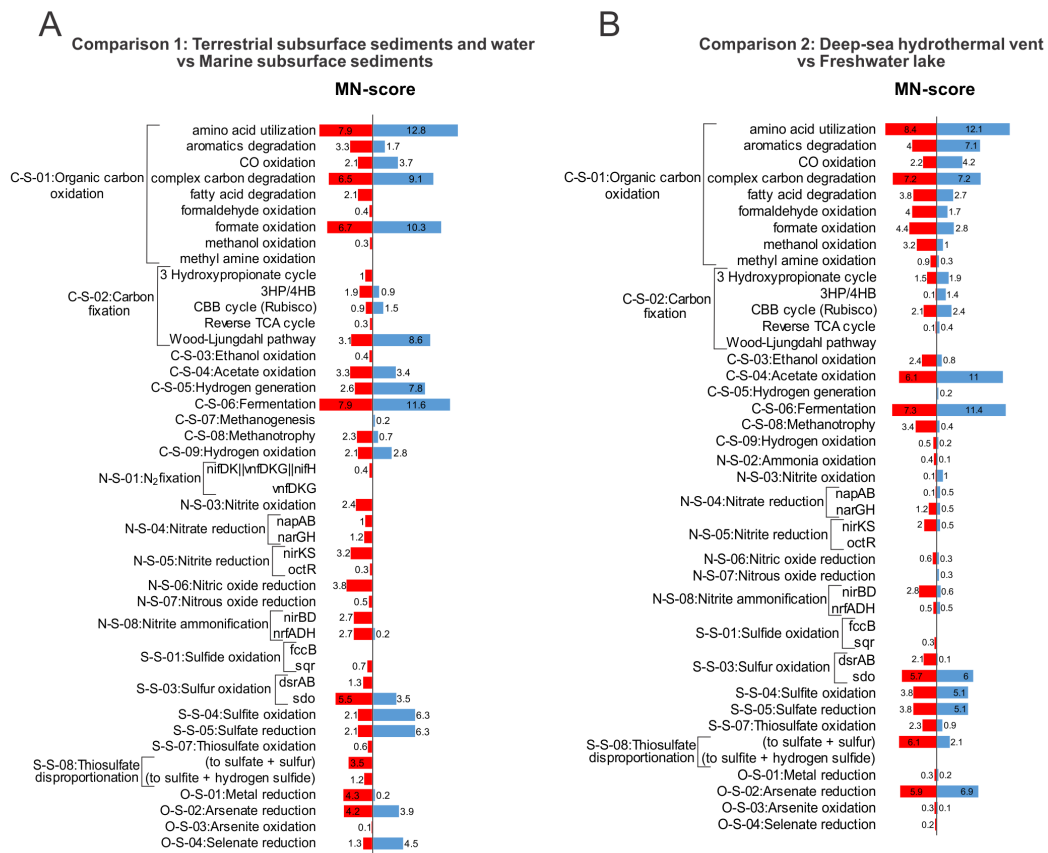 A
Comparison 1: Terrestrial subsurface sediments and water
vs Marine subsurface sediments
MN-score
C-S-01:Organic carbon
oxidation
amino acid utilization 7.9 12.8
aromatics degradation 3.3 1.7
CO oxidation 2.1 3.7
complex carbon degradation 6.5 9.1
fatty acid degradation 2.1
formaldehyde oxidation 0.4
formate oxidation 6.7 10.3
methanol oxidation 0.3
methyl amine oxidation
C-S-02:Carbon
fixation
3 Hydroxypropionate cycle 1
3HP/4HB 1.9 0.9
CBB cycle (Rubisco) 0.9 1.5
Reverse TCA cycle 0.3
Wood-Ljungdahl pathway 3.1 8.6
C-S-03:Ethanol oxidation 0.4
C-S-04:Acetate oxidation 3.3 3.4
C-S-05:Hydrogen generation 2.6 7.8
C-S-06:Fermentation 7.9 11.6
C-S-07:Methanogenesis 0.2
C-S-08:Methanotrophy 2.3 0.7
C-S-09:Hydrogen oxidation 2.1 2.8
N-S-01:N2fixation
nifDK||vnfDKG||nifH 0.4
vnfDKG
N-S-03:Nitrite oxidation 2.4
N-S-04:Nitrate reduction
napAB 1
narGH 1.2
N-S-05:Nitrite reduction
nirKS 3.2
octR 0.3
N-S-06:Nitric oxide reduction 3.8
N-S-07:Nitrous oxide reduction 0.5
N-S-08:Nitrite ammonification
nirBD 2.7
nrfADH 2.7 0.2
S-S-01:Sulfide oxidation
fccB
sqr 0.7
S-S-03:Sulfur oxidation
dsrAB 1.3
sdo 5.5 3.5
S-S-04:Sulfite oxidation 2.1 6.3
S-S-05:Sulfate reduction 2.1 6.3
S-S-07:Thiosulfate oxidation 0.6
S-S-08:Thiosulfate
disproportionation
(to sulfate + sulfur) 3.5
(to sulfite + hydrogen sulfide) 1.2
O-S-01:Metal reduction 4.3 0.2
O-S-02:Arsenate reduction 4.2 3.9
O-S-03:Arsenite oxidation 0.1
O-S-04:Selenate reduction 1.3 4.5
B
Comparison 2: Deep-sea hydrothermal vent
vs Freshwater lake
MN-score
C-S-01:Organic carbon
oxidation
amino acid utilization 8.4 12.1
aromatics degradation 4 7.1
CO oxidation 2.2 4.2
complex carbon degradation 7.2 7.2
fatty acid degradation 3.8 2.7
formaldehyde oxidation 4 1.7
formate oxidation 4.4 2.8
methanol oxidation 3.2 1
methyl amine oxidation 0.9 0.3
C-S-02:Carbon
fixation
3 Hydroxypropionate cycle 1.5 1.9
3HP/4HB 0.1 1.4
CBB cycle (Rubisco) 2.1 2.4
Reverse TCA cycle 0.1 0.4
Wood-Ljungdahl pathway
C-S-03:Ethanol oxidation 2.4 0.8
C-S-04:Acetate oxidation 6.1 11
C-S-05:Hydrogen generation 0.2
C-S-06:Fermentation 7.3 11.4
C-S-08:Methanotrophy 3.4 0.4
C-S-09:Hydrogen oxidation 0.5 0.2
N-S-02:Ammonia oxidation 0.4 0.1
N-S-03:Nitrite oxidation 0.1 1
N-S-04:Nitrate reduction
napAB 0.1 0.5
narGH 1.2 0.5
N-S-05:Nitrite reduction
nirKS 2 0.5
octR
N-S-06:Nitric oxide reduction 0.6 0.3
N-S-07:Nitrous oxide reduction 0.3
N-S-08:Nitrite ammonification
nirBD 2.8 0.6
nrfADH 0.5 0.5
S-S-01:Sulfide oxidation
fccB
sqr 0.3
S-S-03:Sulfur oxidation
dsrAB 2.1 0.1
sdo 5.7 6
S-S-04:Sulfite oxidation 3.8 5.1
S-S-05:Sulfate reduction 3.8 5.1
S-S-07:Thiosulfate oxidation 2.3 0.9
S-S-08:Thiosulfate
disproportionation
(to sulfate + sulfur) 6.1 2.1
(to sulfite + hydrogen sulfide)
O-S-01:Metal reduction 0.3 0.2
O-S-02:Arsenate reduction 5.9 6.9
O-S-03:Arsenite oxidation 0.3 0.1
O-S-04:Selenate reduction 0.2